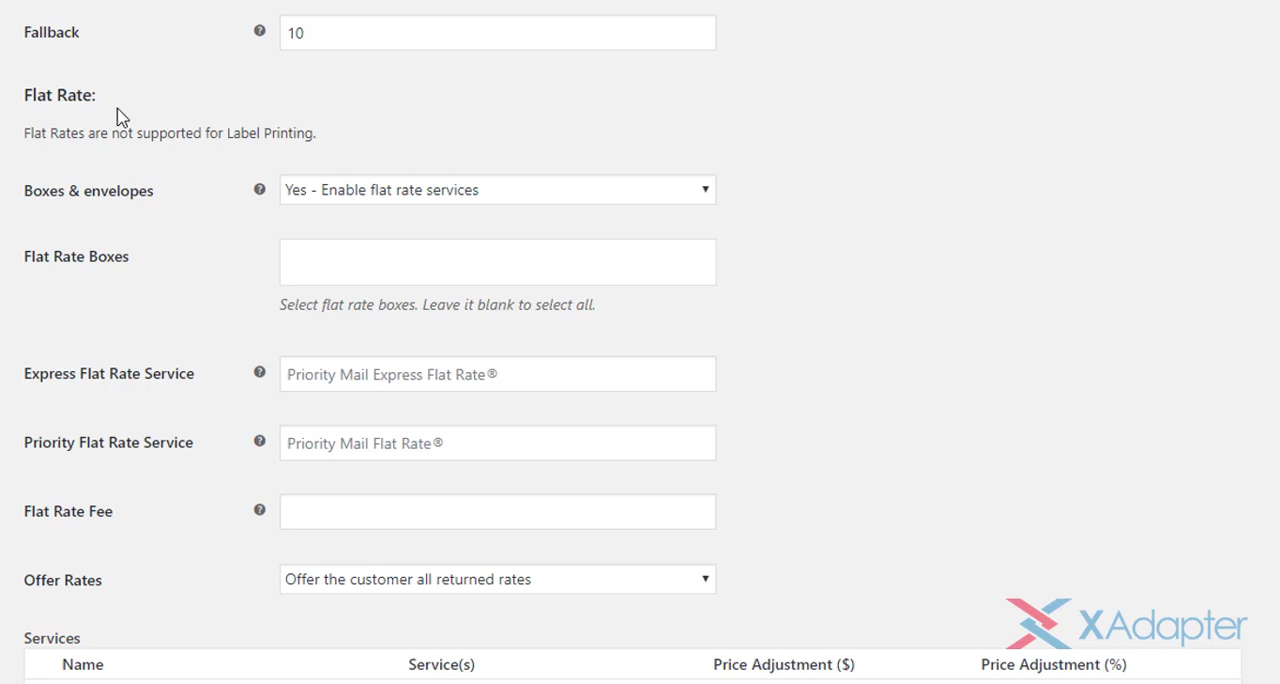 Fallback
10
Flat Rate:
Flat Rates are not supported for Label Printing.
Boxes & envelopes
Yes - Enable flat rate services
Flat Rate Boxes
Select flat rate boxes. Leave it blank to select all.
Express Flat Rate Service
Priority Mail Express Flat Rate®
Priority Flat Rate Service
Priority Mail Flat Rate®
Flat Rate Fee
Offer Rates
Offer the customer all returned rates
XAdapter
Services
Name Service(s) Price Adjustment ($) Price Adjustment (%)